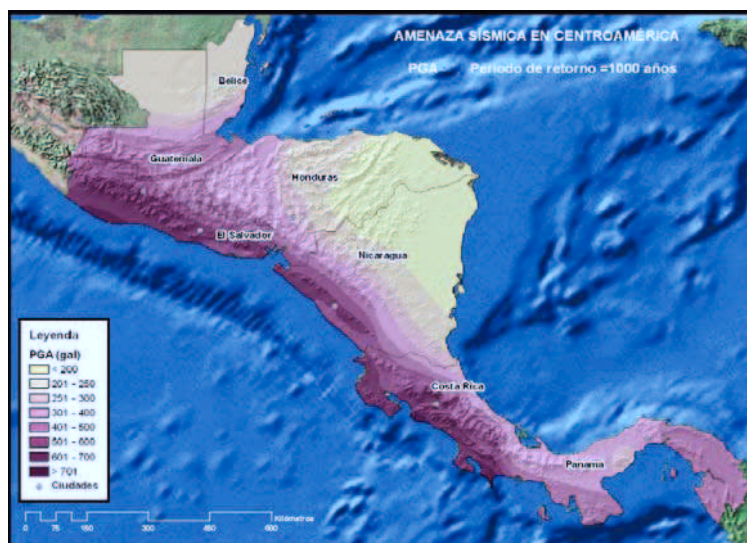 AMENAZA SÍSMICA EN CENTROAMÉRICA
PGA Periodo de retorno =1000 años
Belice
Guatemala
Honduras
El Salvador
Nicaragua
Costa Rica
Panama
Leyenda
PGA (gal)
< 200
201 - 250
251 - 300
301 - 400
401 - 500
501 - 600
601 - 700
> 701
Ciudades
Kilómetros
0 75 150 300 450 600